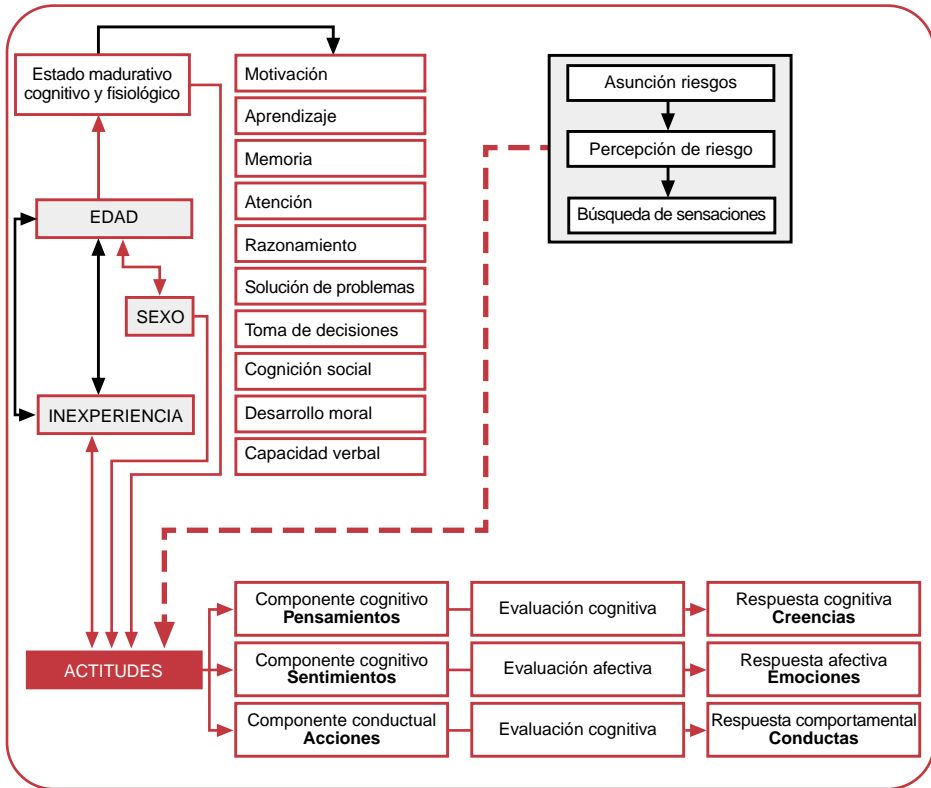 Estado madurativo
cognitivo y fisiológico
EDAD
SEXO
INEXPERIENCIA
Motivación
Aprendizaje
Memoria
Atención
Razonamiento
Solución de problemas
Toma de decisiones
Cognición social
Desarrollo moral
Capacidad verbal
Asunción riesgos
Percepción de riesgo
Búsqueda de sensaciones
ACTITUDES
Componente cognitivo
Pensamientos
Evaluación cognitiva
Respuesta cognitiva
Creencias
Componente cognitivo
Sentimientos
Evaluación afectiva
Respuesta afectiva
Emociones
Componente conductual
Acciones
Evaluación cognitiva
Respuesta comportamental
Conductas